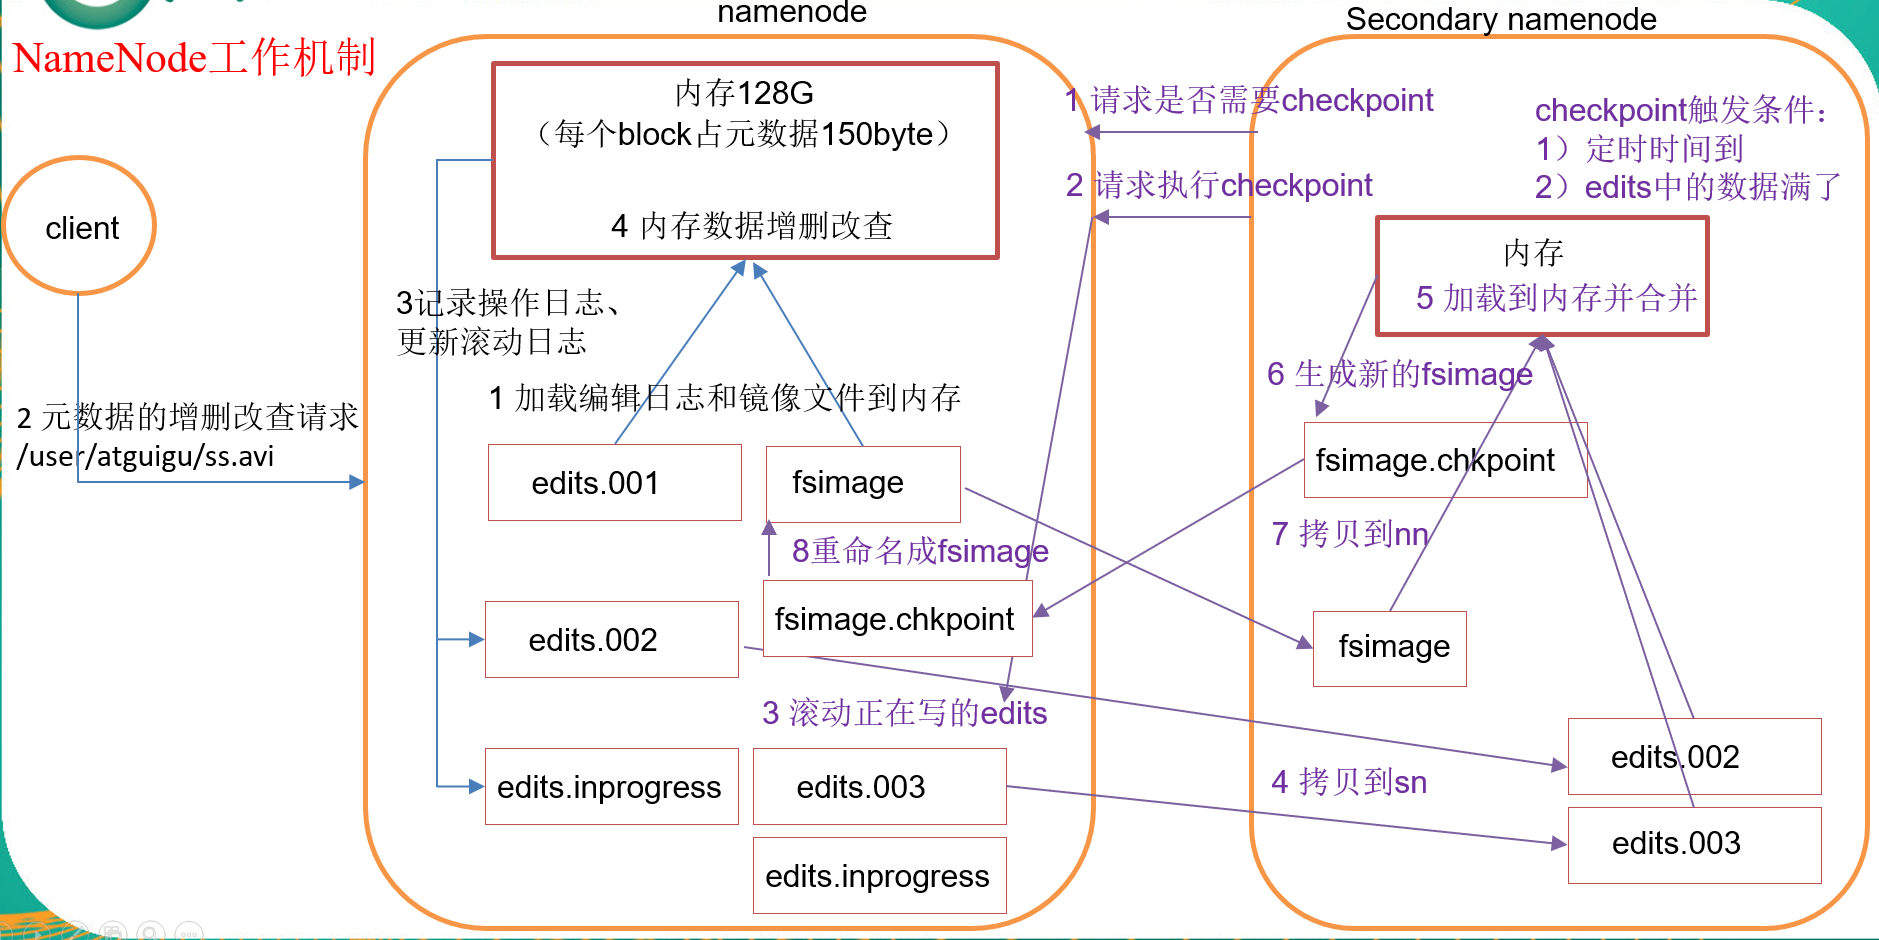 NameNode工作机制
namenode
Secondary namenode
内存128G
（每个block占元数据150byte）
4 内存数据增删改查
client
2 元数据的增删改查请求
/user/atguigu/ss.avi
3记录操作日志、
更新滚动日志
1 加载编辑日志和镜像文件到内存
edits.001
fsimage
8重命名成fsimage
edits.002
fsimage.chkpoint
3 滚动正在写的edits
edits.inprogress
edits.003
edits.inprogress
1 请求是否需要checkpoint
2 请求执行checkpoint
checkpoint触发条件：
1）定时时间到
2）edits中的数据满了
内存
5 加载到内存并合并
6 生成新的fsimage
fsimage.chkpoint
7 拷贝到nn
fsimage
4 拷贝到sn
edits.002
edits.003